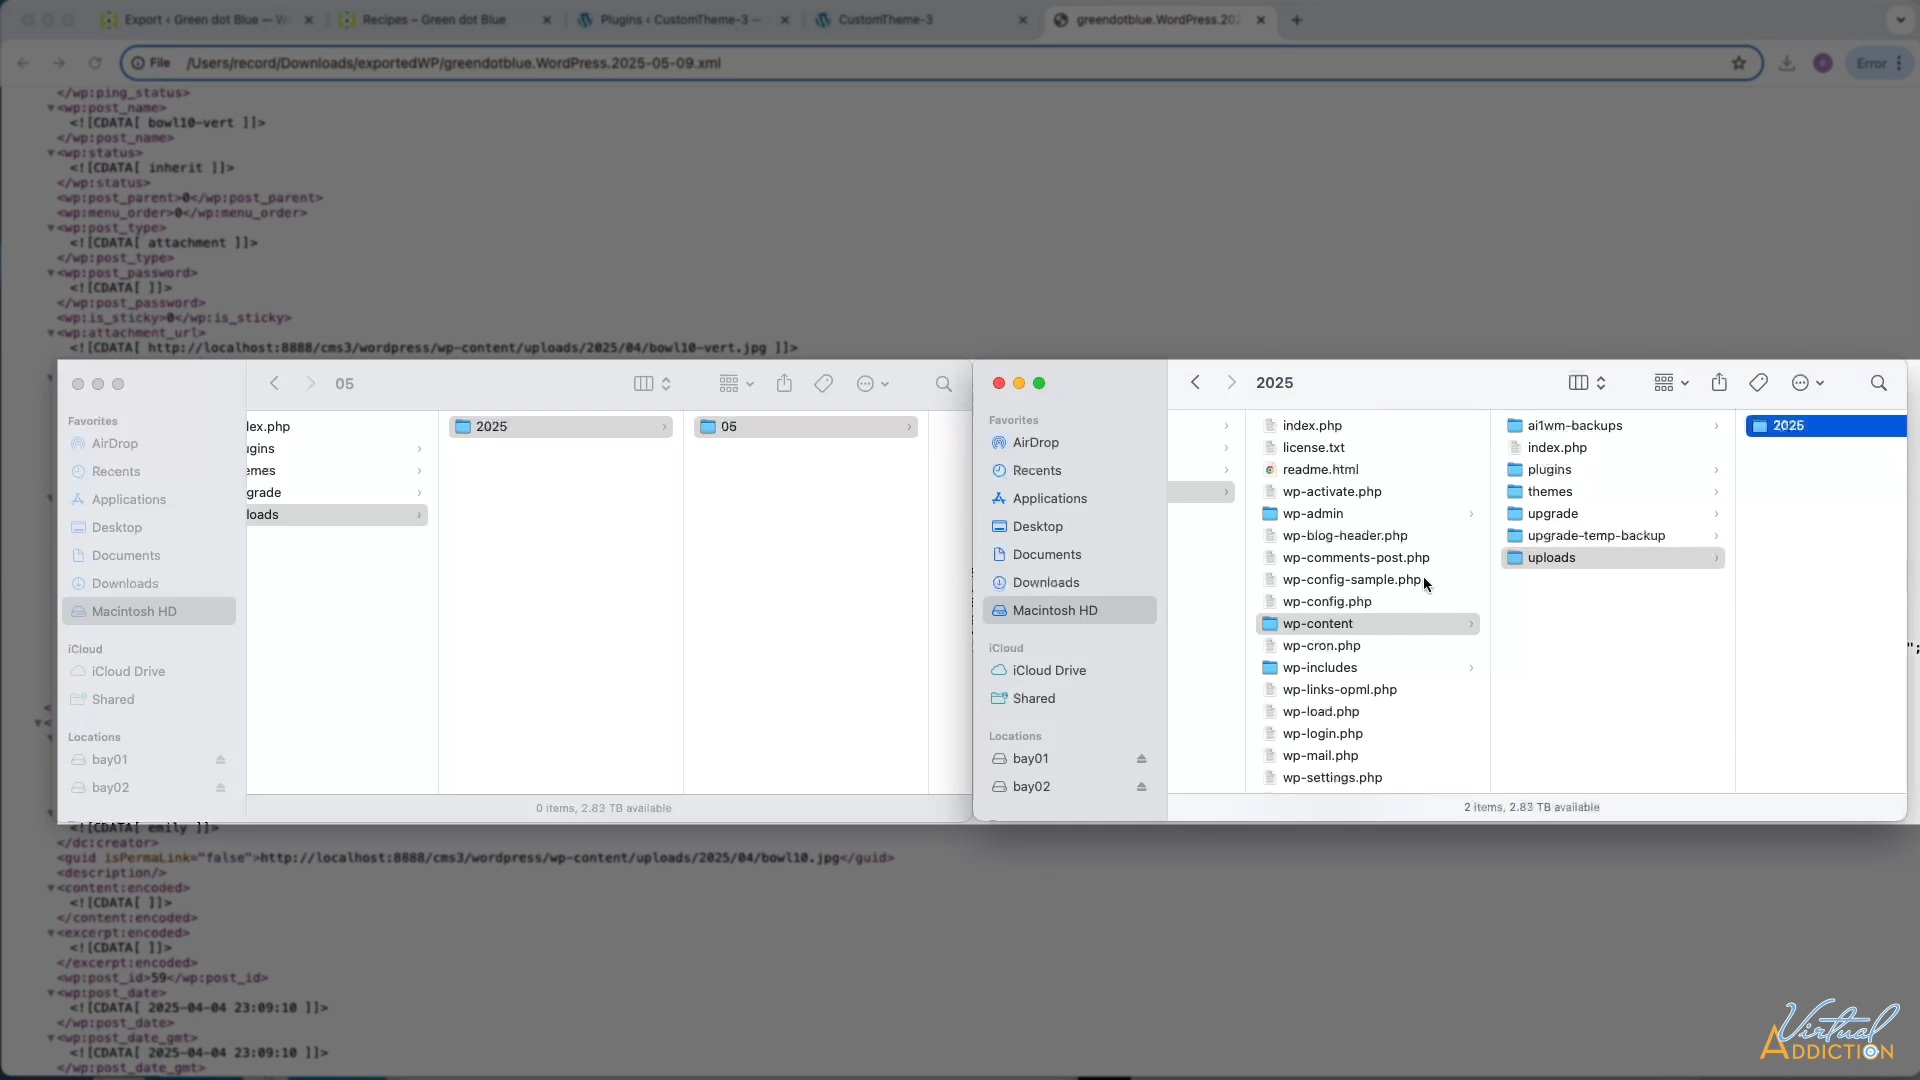 Export ‹ Green dot Blue — W
Recipes – Green dot Blue
Plugins ‹ CustomTheme-3 —
CustomTheme-3
greendotblue.WordPress.202
File /Users/record/Downloads/exportedWP/greendotblue.WordPress.2025-05-09.xml
Error
</wp:ping_status>
<wp:post_name>
<![CDATA[ bowl10-vert ]]>
</wp:post_name>
<wp:status>
<![CDATA[ inherit ]]>
</wp:status>
<wp:post_parent>0</wp:post_parent>
<wp:menu_order>0</wp:menu_order>
<wp:post_type>
<![CDATA[ attachment ]]>
</wp:post_type>
<wp:post_password>
<![CDATA[ ]]>
</wp:post_password>
<wp:is_sticky>0</wp:is_sticky>
<wp:attachment_url>
<![CDATA[ http://localhost:8888/cms3/wordpress/wp-content/uploads/2025/04/bowl10-vert.jpg ]]>
05
Favorites
AirDrop
Recents
Applications
Desktop
Documents
Downloads
Macintosh HD
iCloud
iCloud Drive
Shared
Locations
bay01
bay02
lex.php
ugins
emes
grade
loads
2025
05
0 items, 2.83 TB available
2025
Favorites
AirDrop
Recents
Applications
Desktop
Documents
Downloads
Macintosh HD
iCloud
iCloud Drive
Shared
Locations
bay01
bay02
index.php
license.txt
readme.html
wp-activate.php
wp-admin
wp-blog-header.php
wp-comments-post.php
wp-config-sample.php
wp-config.php
wp-content
wp-cron.php
wp-includes
wp-links-opml.php
wp-load.php
wp-login.php
wp-mail.php
wp-settings.php
ai1wm-backups
index.php
plugins
themes
upgrade
upgrade-temp-backup
uploads
2025
2 items, 2.83 TB available
";
<![CDATA[ emily ]]>
</dc:creator>
<guid isPermaLink="false">http://localhost:8888/cms3/wordpress/wp-content/uploads/2025/04/bowl10.jpg</guid>
<description/>
<content:encoded>
<![CDATA[ ]]>
</content:encoded>
<excerpt:encoded>
<![CDATA[ ]]>
</excerpt:encoded>
<wp:post_id>59</wp:post_id>
<wp:post_date>
<![CDATA[ 2025-04-04 23:09:10 ]]>
</wp:post_date>
<wp:post_date_gmt>
<![CDATA[ 2025-04-04 23:09:10 ]]>
</wp:post_date_gmt>
Virtual
ADDICTION